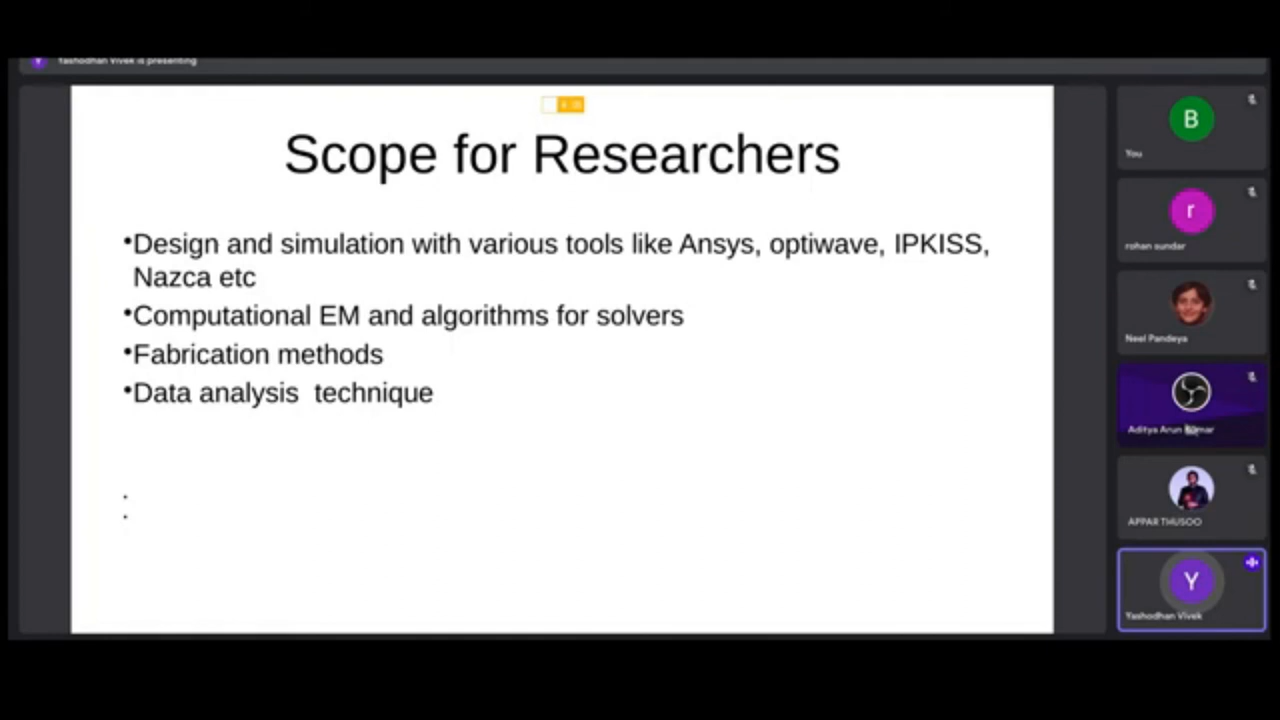 Yashodhan Vivek is presenting
Scope for Researchers
•Design and simulation with various tools like Ansys, optiwave, IPKISS,
Nazca etc
•Computational EM and algorithms for solvers
•Fabrication methods
•Data analysis  technique
•
•
B
You
r
rohan sundar
Neel Pandeya
Aditya Arun Kumar
APPAR THUSOO
Y
Yashodhan Vivek